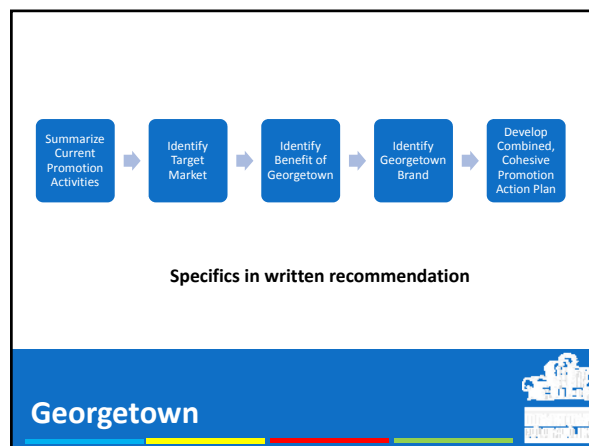 Summarize
Current
Promotion
Activities
Identify
Target
Market
Identify
Benefit of
Georgetown
Identify
Georgetown
Brand
Develop
Combined,
Cohesive
Promotion
Action Plan
Specifics in written recommendation
Georgetown